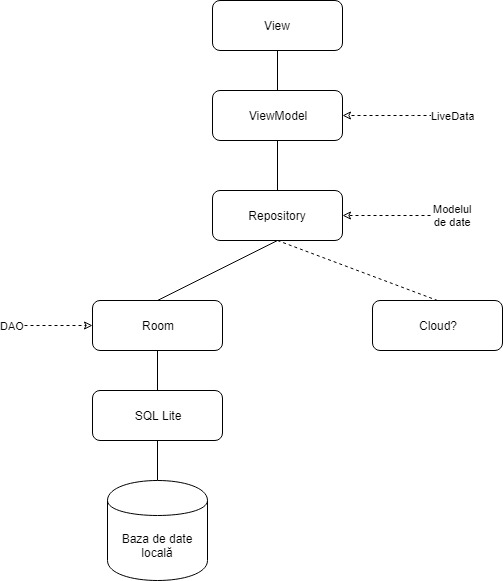 View
ViewModel
LiveData
Repository
Modelul
de date
DAO
Room
Cloud?
SQL Lite
Baza de date
locală